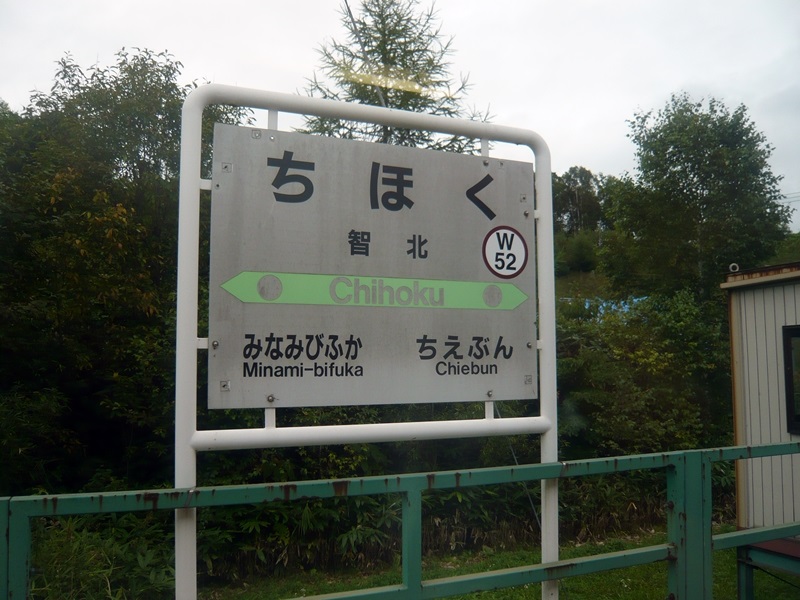 ちほく
智北
W
52
Chihoku
みなみびふか ちえぶん
Minami-bifuka Chiebun